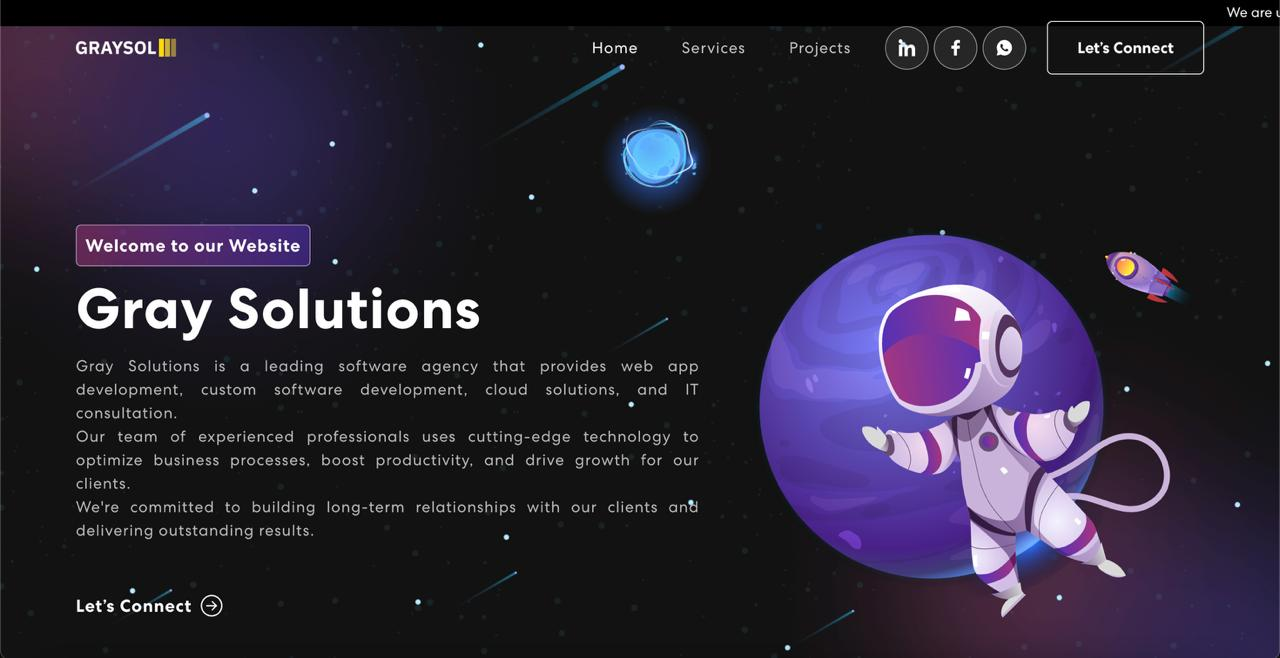 We are u
GRAYSOL
Home
Services
Projects
Let's Connect
Welcome to our Website
Gray Solutions
Gray Solutions is a leading software agency that provides web app
development, custom software development, cloud solutions, and IT
consultation.
Our team of experienced professionals uses cutting-edge technology to
optimize business processes, boost productivity, and drive growth for our
clients.
We're committed to building long-term relationships with our clients and
delivering outstanding results.
Let's Connect